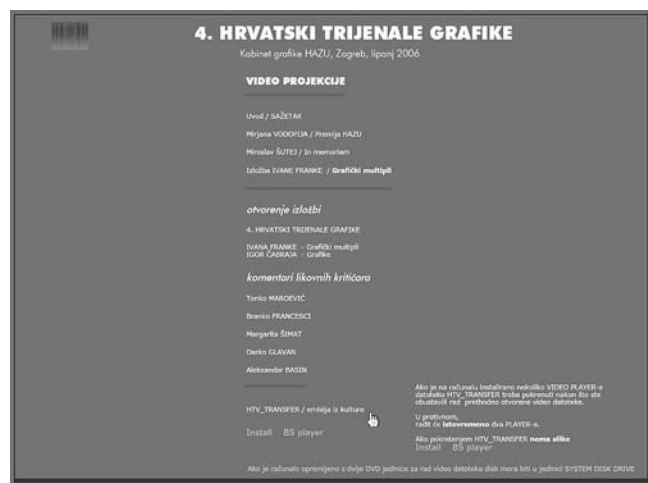 4. HRVATSKI TRIJENALE GRAFIKE
Kabinet grafike HAZU, Zagreb, lipanj 2006.
VIDEO PROJEKCIJE
Uvod / SAŽETAK
Mirjana VODOPIJA / Premija HAZU
Miroslav ŠUTEJ / In memoriam
Izložba IVANE FRANKE / Grafički multipli
otvorenje izložbi
4. HRVATSKI TRIJENALE GRAFIKE
IVANA FRANKE - Grafički multipli
IGOR ČABRAJA - Grafike
komentari likovnih kritičara
Tonko MAROEVIĆ
Branko FRANCESCI
Margarita ŠIMAT
Darko GLAVAN
Aleksandar BASIN
HTV_TRANSFER / emisija iz kulture
Install BS player
Ako je na računalu instalirano nekoliko VIDEO PLAYER-a
datoteku HTV_TRANSFER treba pokrenuti nakon što ste
obustavili rad prethodno otvorene video datoteke.
U protivnom,
radit će istovremeno dva PLAYER-a.
Ako pokretanjem HTV_TRANSFER nema slike
Install BS player
Ako je računalo opremljeno s dvije DVD jedinice za rad video datoteka disk mora biti u jedinici SYSTEM DISK DRIVE